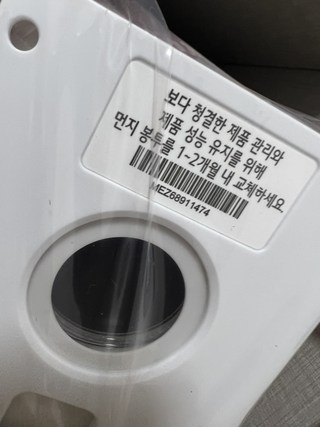 보다 청결한 제품 관리와
제품 성능 유지를 위해
먼지 봉투를 1~2개월 내 교체하세요
MEZ68911474